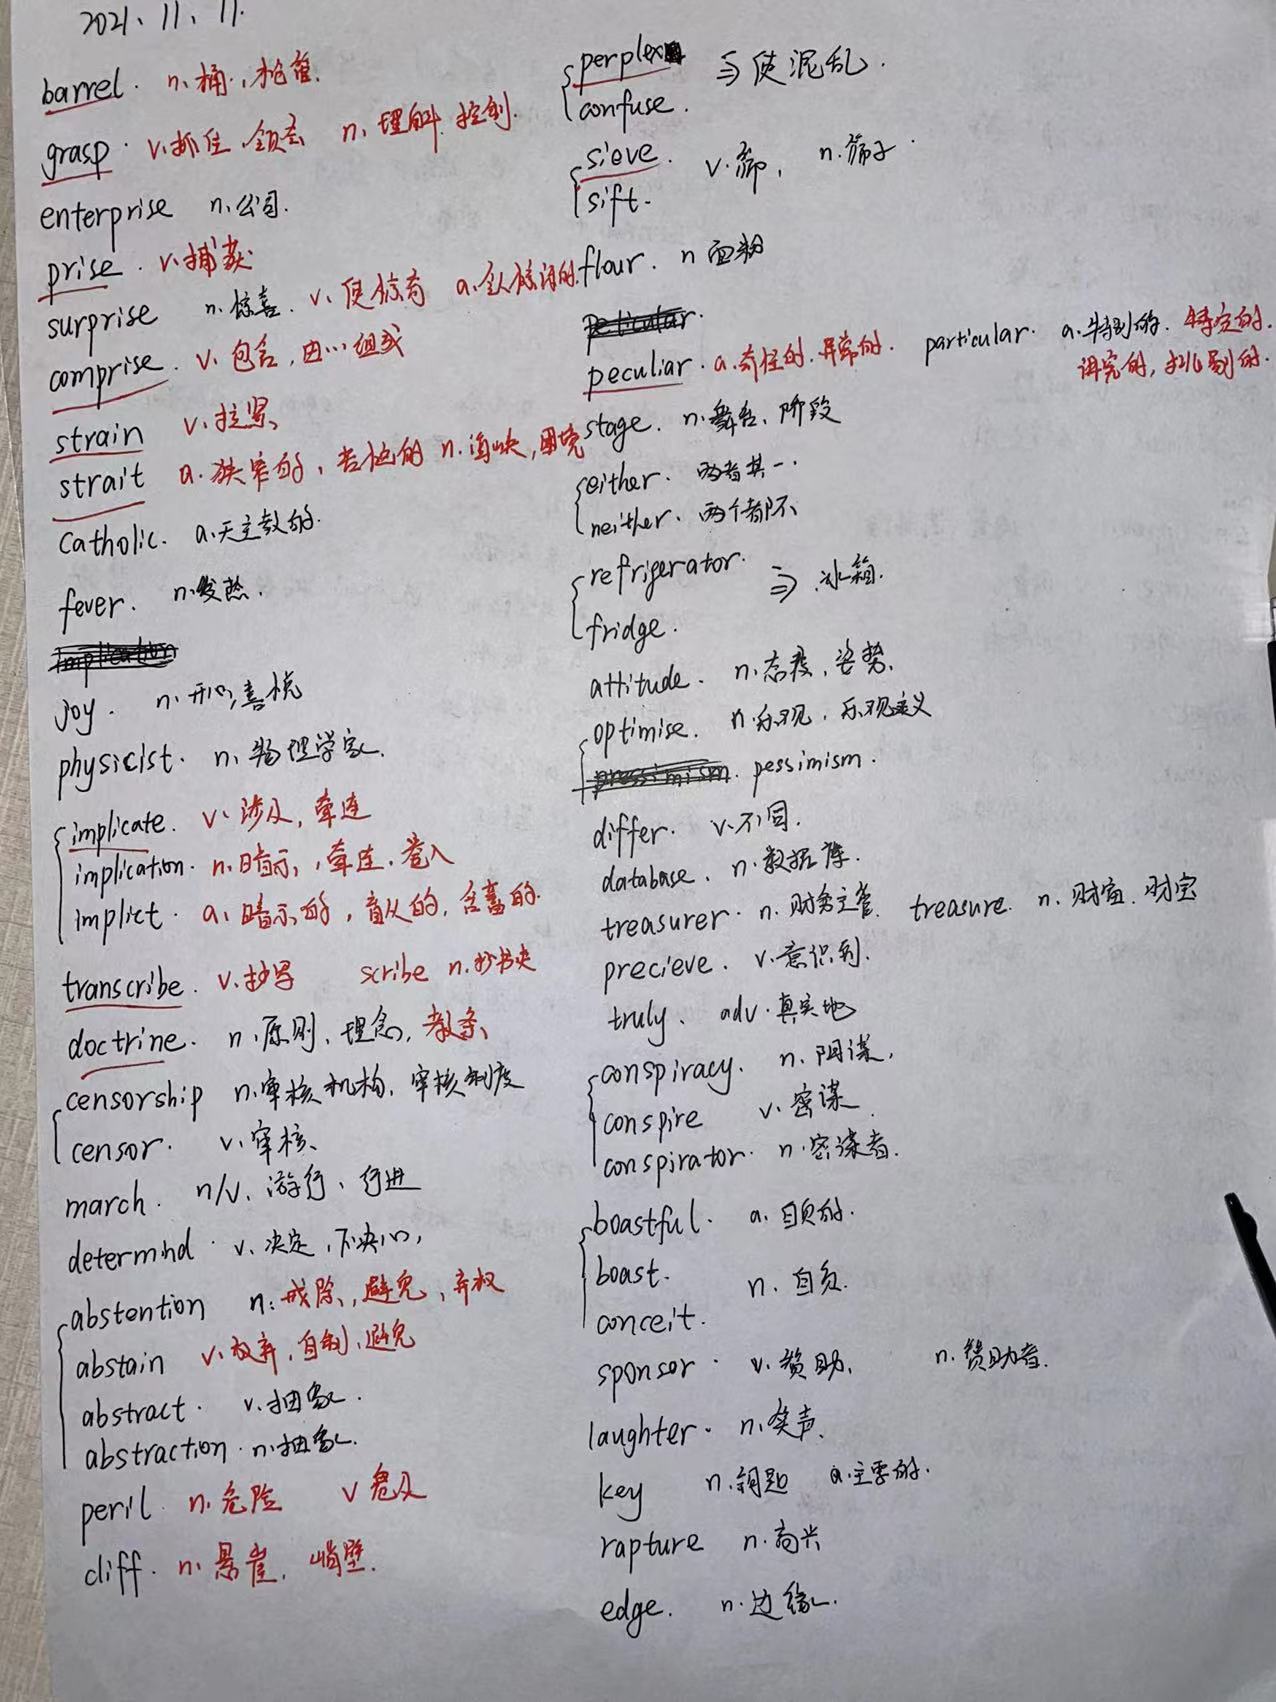 2021、11、11.
barrel. n. 桶, 枪管.
grasp. v. 抓住, 领会 n. 理解, 控制.
enterprise n. 公司.
prise. v. 捕获
surprise n. 惊喜. v. 使惊奇 a. 令人惊讶的.
comprise. v. 包含, 由…组成
strain v. 拉紧
strait a. 狭窄的, 苦恼的 n. 海峡, 困境
catholic. a. 天主教的.
fever. n. 发热.
joy. n. 开心, 喜悦
physicist. n. 物理学家.
implicate. v. 涉及, 牵连
implication. n. 暗示, 牵连, 卷入
implict. a. 暗示的, 盲从的, 含蓄的.
transcribe. v. 抄写 scribe n. 抄书吏
doctrine. n. 原则, 理念, 教条
censorship n. 审核机构, 审核制度
censor. v. 审核.
march. n/v. 游行, 行进
determind. v. 决定, 下决心,
abstention n. 戒除, 避免, 弃权
abstain v. 放弃, 自制, 避免
abstract. v. 抽象.
abstraction. n. 抽象.
peril. n. 危险 v 危及
cliff. n. 悬崖, 峭壁.
perplex ⇒ 使混乱.
confuse.
sieve. v. 筛, n. 筛子.
sift.
flour. n 面粉
peculiar. a. 奇怪的, 异常的. particular. a. 特别的. 特定的.
讲究的, 挑剔的.
stage. n. 舞台, 阶段
either. 两者其一.
neither. 两个都不
refrigerator. ⇒ 冰箱.
fridge.
attitude. n. 态度, 姿势.
optimise. n. 乐观, 乐观主义
pessimism.
differ. v. 不同.
database. n. 数据库.
treasurer. n. 财务主管. treasure. n. 财富, 财宝
precieve. v. 意识到.
truly. adv. 真实地
conspiracy. n. 阴谋.
conspire v. 密谋.
conspirator. n. 密谋者.
boastful. a. 自负的.
boast. n. 自负.
conceit.
sponsor. v. 赞助. n. 赞助者.
laughter. n. 笑声.
key n. 钥匙 a. 主要的.
rapture n. 高兴
edge. n. 边缘.